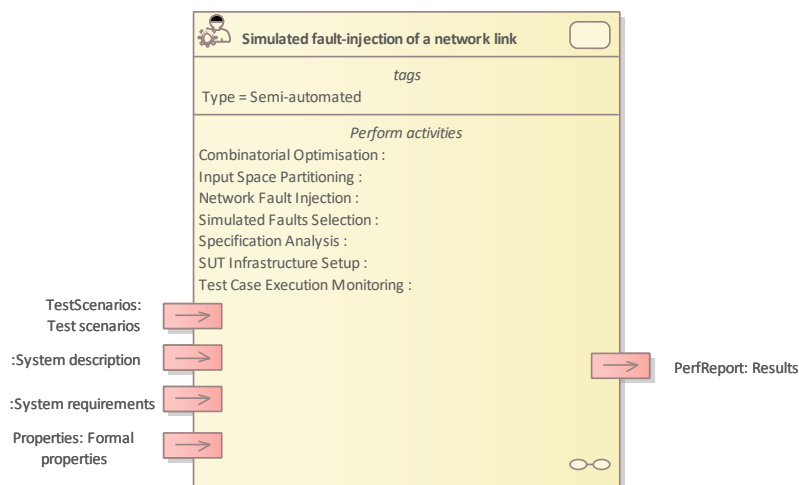 Simulated fault-injection of a network link
tags
Type = Semi-automated
Perform activities
Combinatorial Optimisation :
Input Space Partitioning :
Network Fault Injection :
Simulated Faults Selection :
Specification Analysis :
SUT Infrastructure Setup :
Test Case Execution Monitoring :
TestScenarios:
Test scenarios
:System description
:System requirements
Properties: Formal
properties
PerfReport: Results